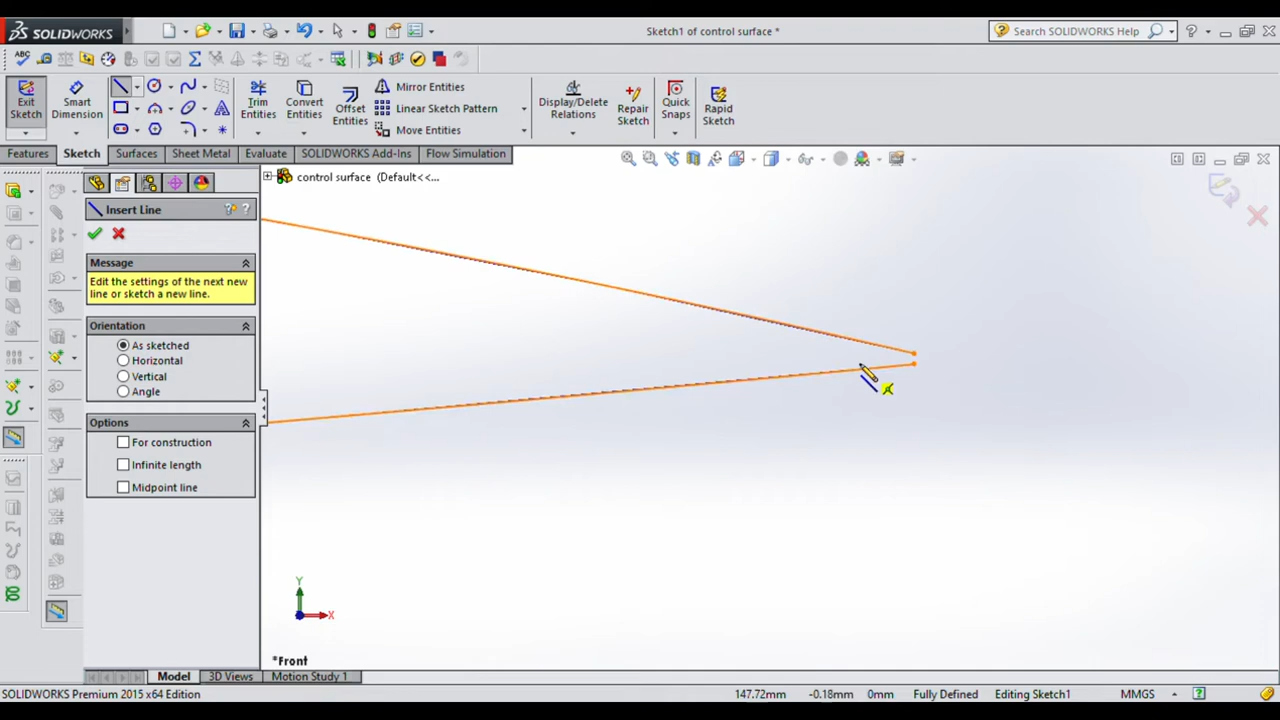 SOLIDWORKS
Sketch1 of control surface *
Search SOLIDWORKS Help
Exit Sketch
Smart Dimension
Trim Entities
Convert Entities
Offset Entities
Mirror Entities
Linear Sketch Pattern
Move Entities
Display/Delete Relations
Repair Sketch
Quick Snaps
Rapid Sketch
Features
Sketch
Surfaces
Sheet Metal
Evaluate
SOLIDWORKS Add-Ins
Flow Simulation
control surface (Default<<...
Insert Line
Message
Edit the settings of the next new
line or sketch a new line.
Orientation
As sketched
Horizontal
Vertical
Angle
Options
For construction
Infinite length
Midpoint line
Y
X
*Front
Model
3D Views
Motion Study 1
SOLIDWORKS Premium 2015 x64 Edition
147.72mm
-0.18mm
0mm
Fully Defined
Editing Sketch1
MMGS